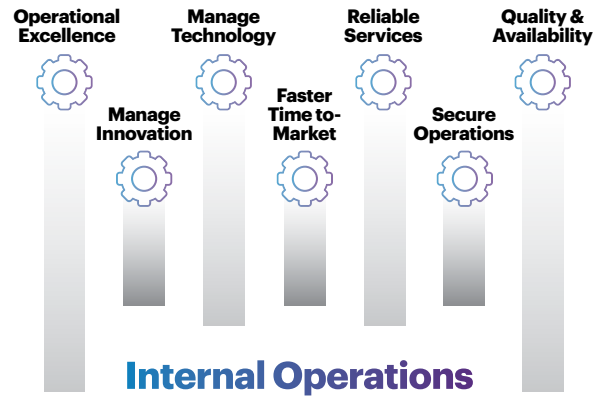 Operational
Excellence
Manage
Technology
Reliable
Services
Quality &
Availability
Manage
Innovation
Faster
Time to-
Market
Secure
Operations
Internal Operations